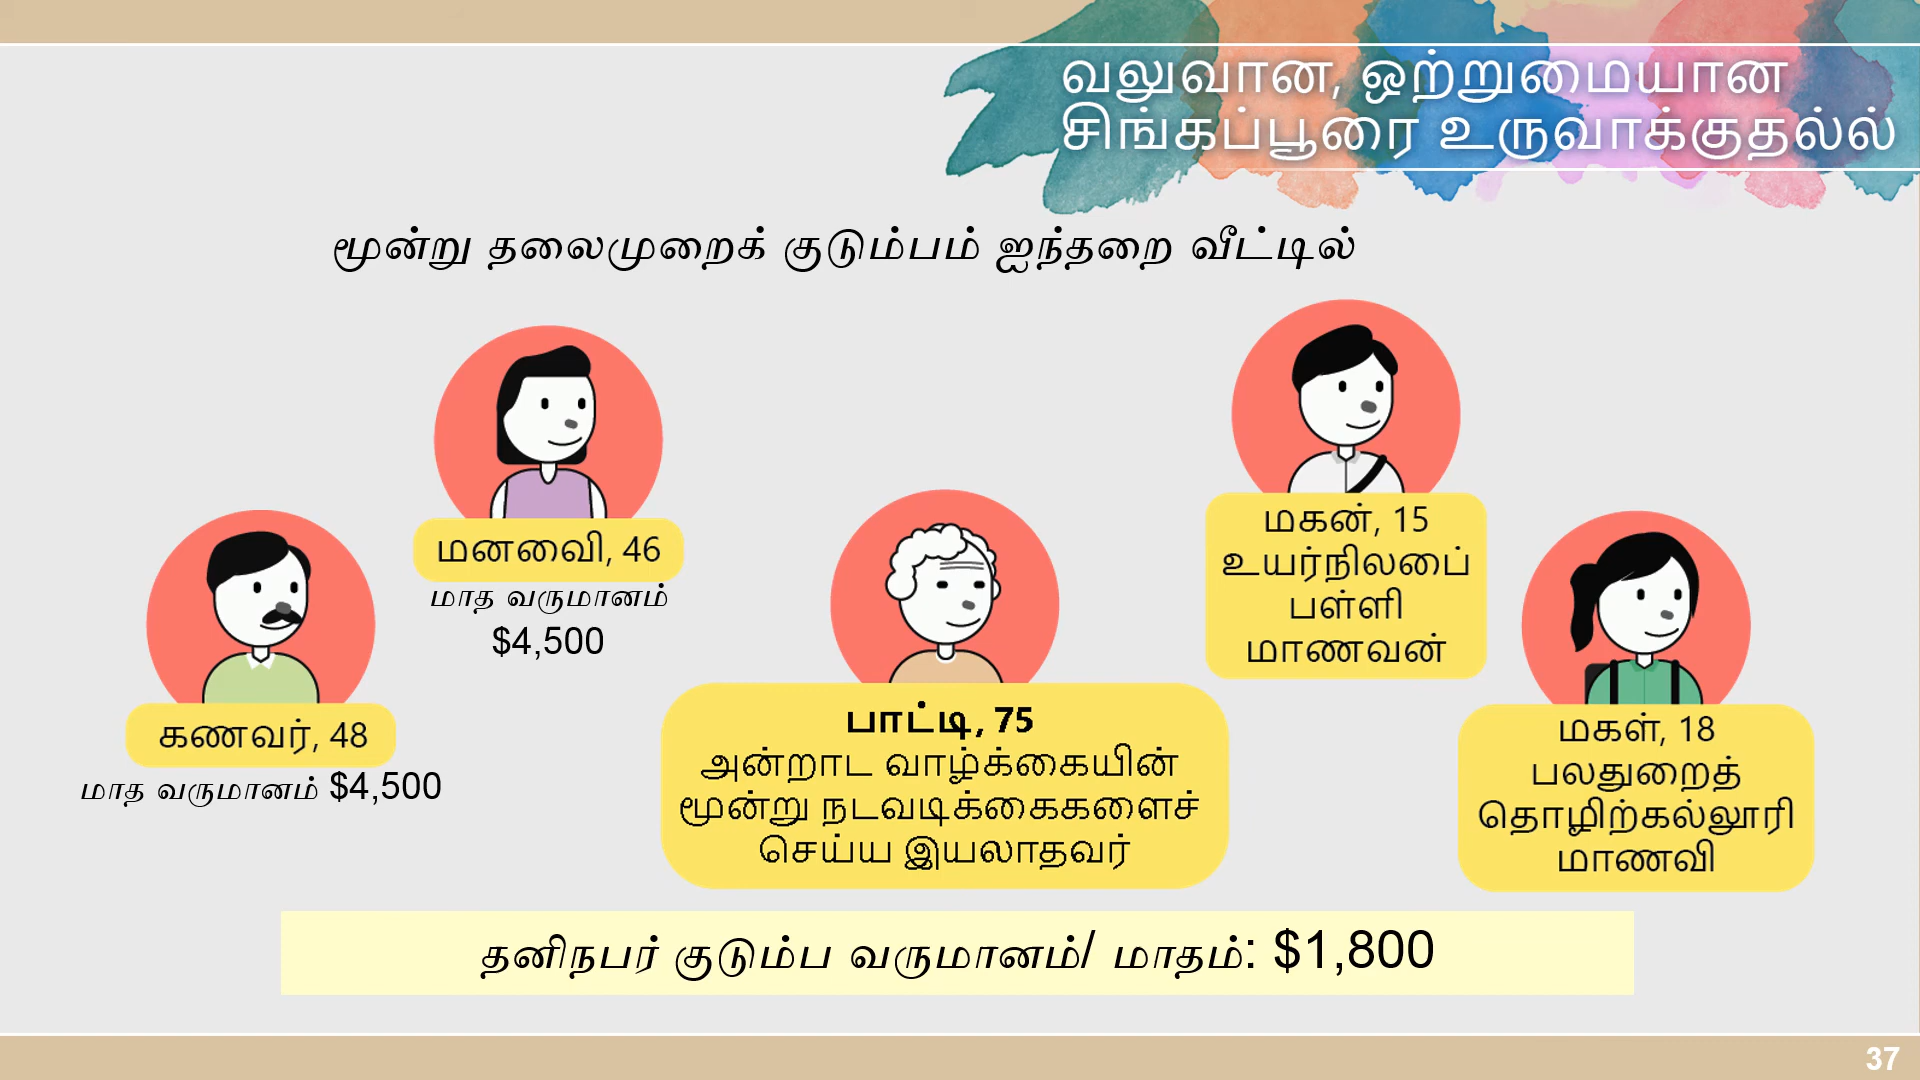 வலுவான, ஒற்றுமையான
சிங்கப்பூரை உருவாக்குதல்ல்
மூன்று தலைமுறைக் குடும்பம் ஐந்தறை வீட்டில்
மனைவி, 46
மாத வருமானம்
$4,500
கணவர், 48
மாத வருமானம் $4,500
பாட்டி, 75
அன்றாட வாழ்க்கையின்
மூன்று நடவடிக்கைகளைச்
செய்ய இயலாதவர்
மகன், 15
உயர்நிலைப்
பள்ளி
மாணவன்
மகள், 18
பலதுறைத்
தொழிற்கல்லூரி
மாணவி
தனிநபர் குடும்ப வருமானம்/ மாதம்: $1,800
37